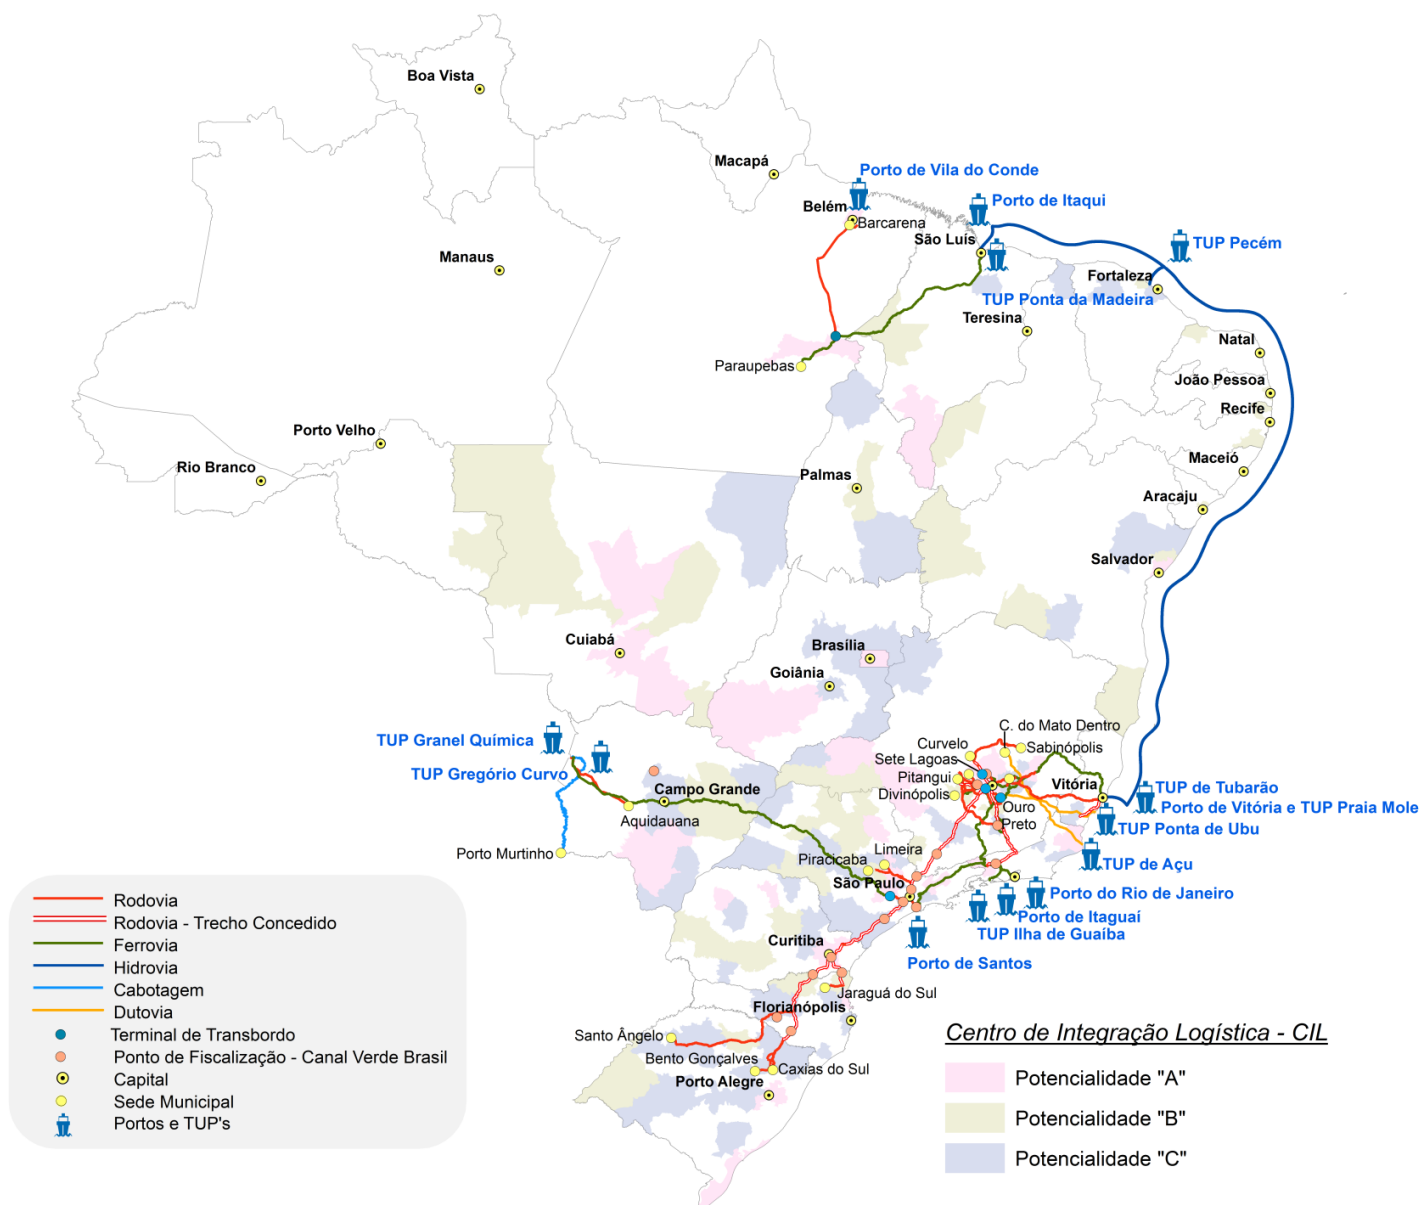 Boa Vista
Macapá
Porto de Vila do Conde
Porto de Itaqui
Belém
Barcarena
São Luís
TUP Pecém
Manaus
Fortaleza
TUP Ponta da Madeira
Teresina
Natal
Paraupebas
João Pessoa
Recife
Porto Velho
Maceió
Rio Branco
Palmas
Aracaju
Salvador
Cuiabá
Brasília
Goiânia
C. do Mato Dentro
TUP Granel Química
Curvelo
Sabinópolis
Sete Lagoas
TUP Gregório Curvo
Pitangui
Vitória
TUP de Tubarão
Campo Grande
Divinópolis
Ouro
Preto
Porto de Vitória e TUP Praia Mole
Aquidauana
TUP Ponta de Ubu
Porto Murtinho
Limeira
Piracicaba
TUP de Açu
São Paulo
Porto do Rio de Janeiro
Porto de Itaguaí
TUP Ilha de Guaíba
Curitiba
Porto de Santos
Jaraguá do Sul
Florianópolis
Santo Ângelo
Bento Gonçalves
Caxias do Sul
Porto Alegre
Rodovia
Rodovia - Trecho Concedido
Ferrovia
Hidrovia
Cabotagem
Dutovia
Terminal de Transbordo
Ponto de Fiscalização - Canal Verde Brasil
Capital
Sede Municipal
Portos e TUP's
Centro de Integração Logística - CIL
Potencialidade "A"
Potencialidade "B"
Potencialidade "C"